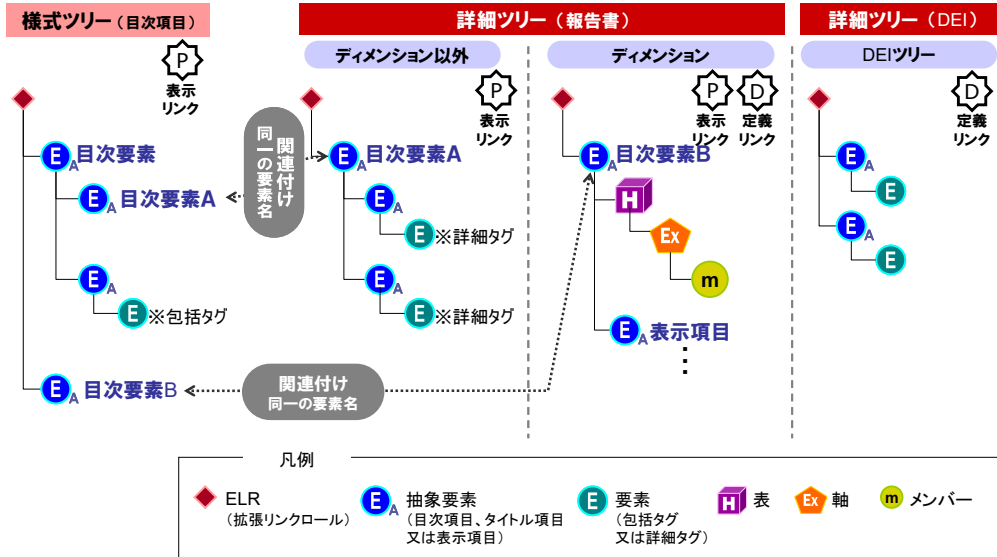 様式ツリー（目次項目）
P
表示
リンク
E A 目次要素
E A 目次要素A
E A
E ※包括タグ
E A 目次要素B
関連付け
同一の要素名
関連付け
同一の要素名
詳細ツリー（報告書）
ディメンション以外
P
表示
リンク
E A 目次要素A
E A
E ※詳細タグ
E A
E ※詳細タグ
ディメンション
P
表示
リンク
D
定義
リンク
E A 目次要素B
H
Ex
m
E A 表示項目
⋮
詳細ツリー（DEI）
DEIツリー
D
定義
リンク
E A
E
E A
E
凡例
ELR
（拡張リンクロール）
E A 抽象要素
（目次項目、タイトル項目
又は表示項目）
E 要素
（包括タグ
又は詳細タグ）
H 表
Ex 軸
m メンバー